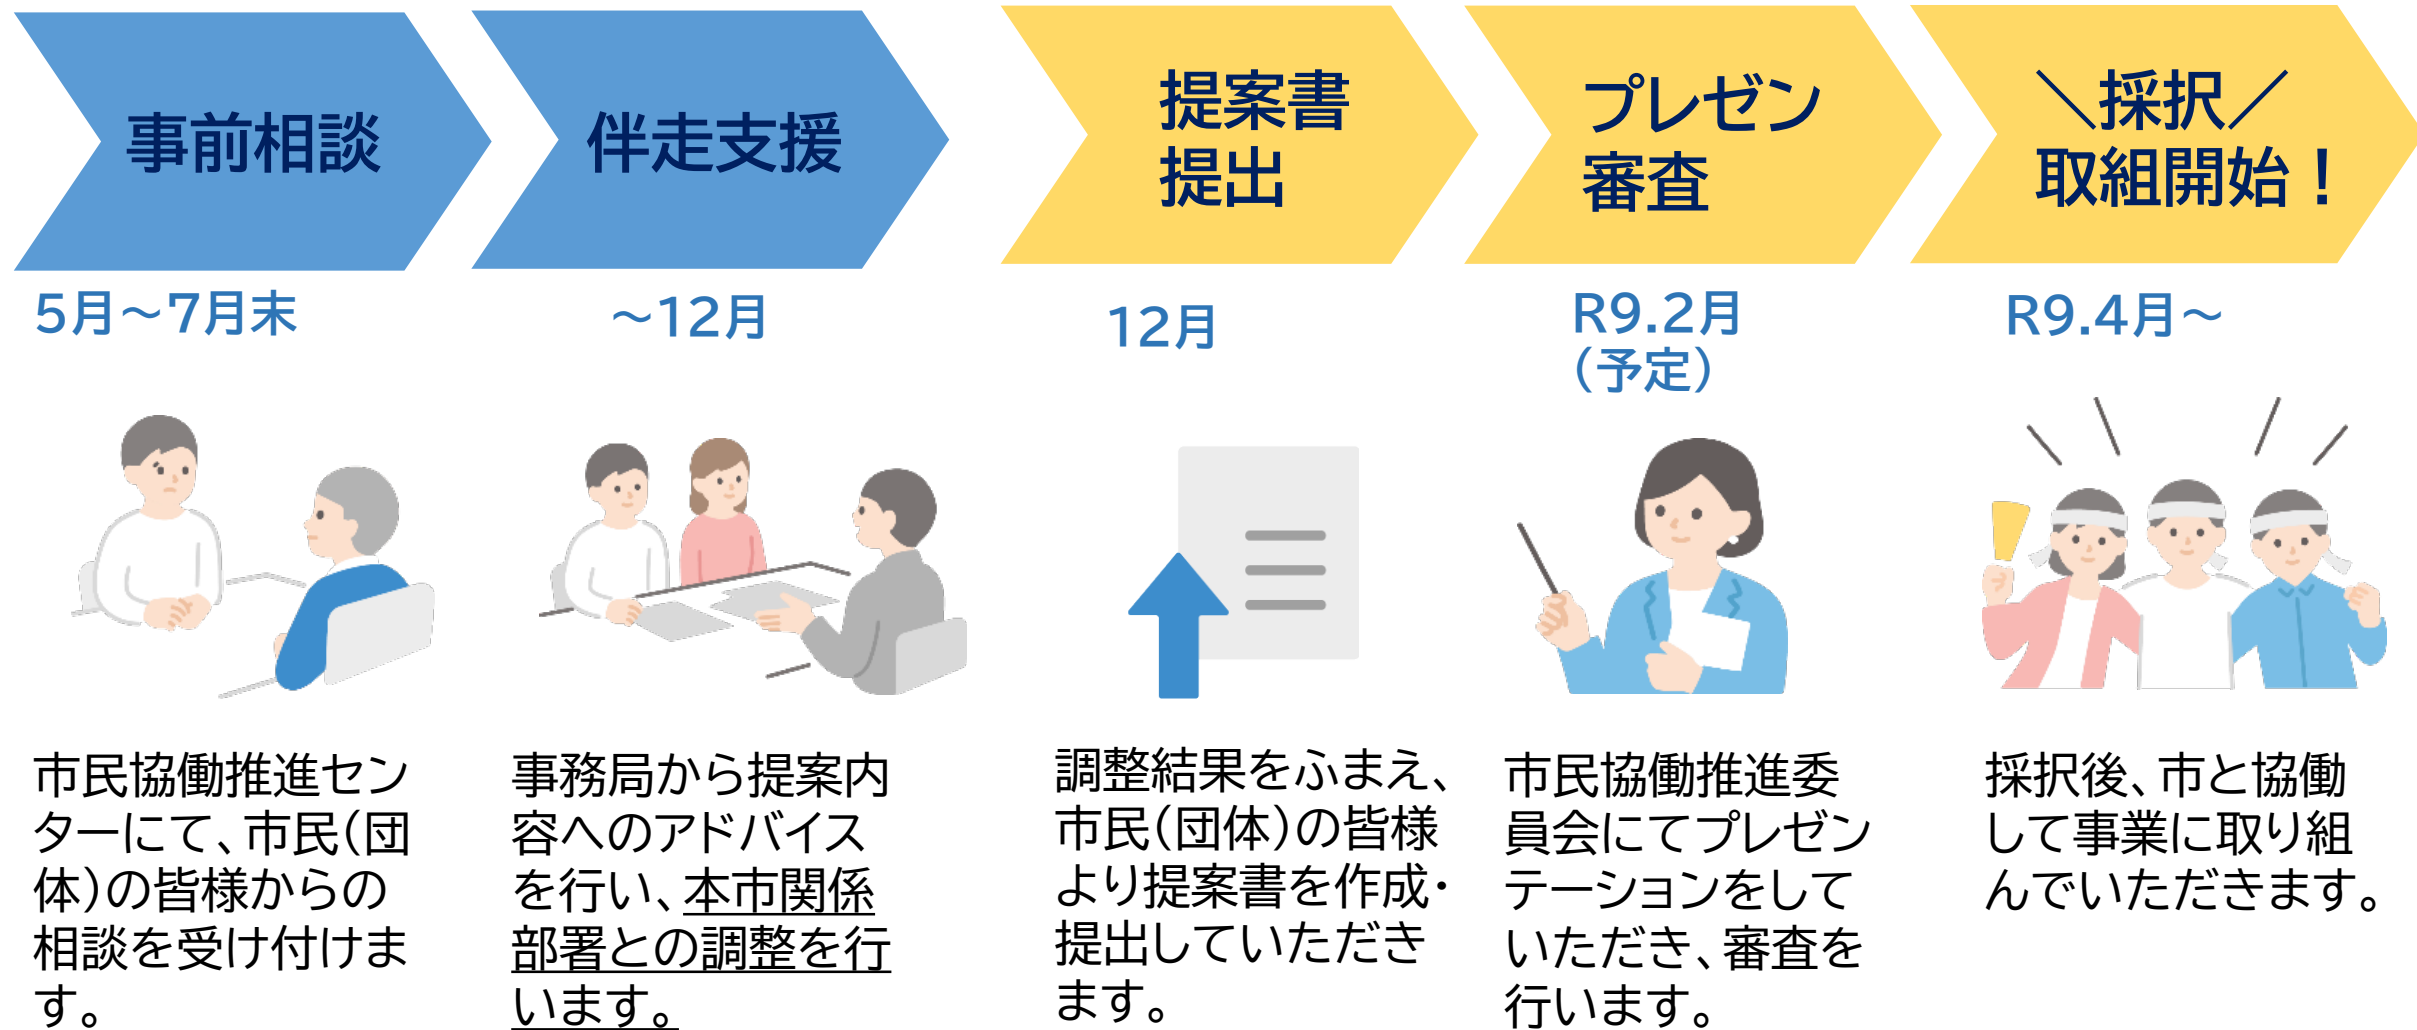 事前相談
伴走支援
提案書
提出
プレゼン
審査
＼採択／
取組開始！
5月～7月末
～12月
12月
R9.2月
（予定）
R9.4月～
市民協働推進セン
ターにて、市民（団
体）の皆様からの
相談を受け付けま
す。
事務局から提案内
容へのアドバイス
を行い、本市関係
部署との調整を行
います。
調整結果をふまえ、
市民（団体）の皆様
より提案書を作成・
提出していただき
ます。
市民協働推進委
員会にてプレゼン
テーションをして
いただき、審査を
行います。
採択後、市と協働
して事業に取り組
んでいただきます。